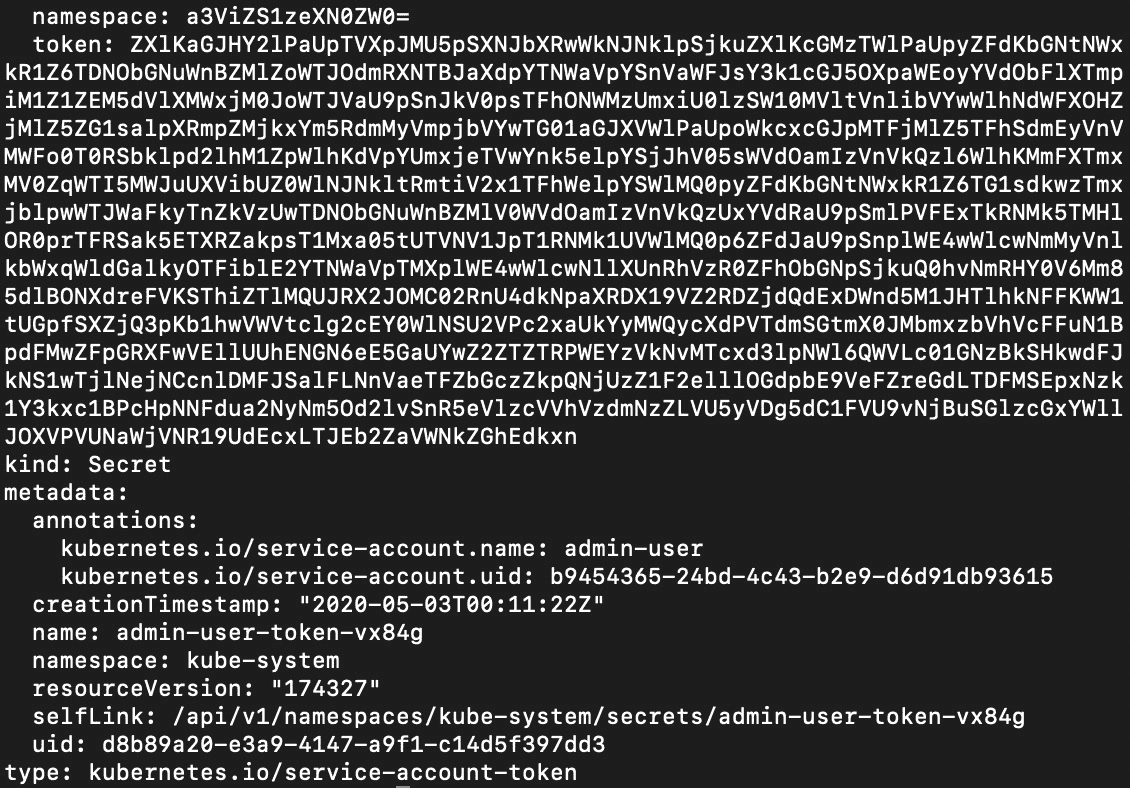 namespace: a3ViZS1zeXN0ZW0=
token: ZXlKaGJHY2lPaUpTVXpJMU5pSXNJbXRwWkNJNklpSjkuZXlKcGMzTWlPaUpyZFdKbGNtNWx
kR1Z6TDNObGNuWnBZMlZoWTJOdmRXNTBJaXdpYTNWaVpYSnVaWFJsY3k1cGJ5OXpaWEoyYVdObFlXTmp
iM1Z1ZEM5dVlXMWxjM0JoWTJVaU9pSnJkV0psTFhONWMzUmxiU0lzSW10MVltVnlibVYwWlhNdWFXOHZ
jMlZ5ZG1salpXRmpZMjkxYm5RdmMyVmpjbVYwTG01aGJXVWlPaUpoWkcxcGJpMTFjMlZ5TFhSdmEyVnV
MWFo0T0RSbklpd2lhM1ZpWlhKdVpYUmxjeTVwYnk5elpYSjJhV05sWVdOamIzVnVkQzl6WlhKMmFXTmx
MV0ZqWTI5MWJuUXVibUZ0WlNJNkltRmtiV2x1TFhWelpYSWlMQ0pyZFdKbGNtNWxkR1Z6TG1sdkwzTmx
jblpwWTJWaFkyTnZkVzUwTDNObGNuWnBZMlV0WVdOamIzVnVkQzUxYVdRaU9pSmlPVFExTkRNMk5TMHl
OR0prTFRSak5ETXRZakpsT1Mxa05tUTVNV1JpT1RNMk1UVWlMQ0p6ZFdJaU9pSnplWE4wWlcwNmMyVnl
kbWxqWldGalkyOTFiblE2YTNWaVpTMXplWE4wWlcwNllXUnRhVzR0ZFhObGNpSjkuQ0hvNmRHY0V6Mm8
5dlBONXdreFVKSThiZTlMQUJRX2JOMC02RnU4dkNpaXRDX19VZ2RDZjdQdExDWnd5M1JHTlhkNFFKWW1
tUGpfSXZjQ3pKb1hwVWVtclg2cEY0WlNSU2VPc2xaUkYyMWQycXdPVTdmSGtmX0JMbmxzbVhVcFFuN1B
pdFMwZFpGRXFwVEllUUhENGN6eE5GaUYwZ2ZTZTRPWEYzVkNvMTcxd3lpNWl6QWVLc01GNzBkSHkwdFJ
kNS1wTjlNejNCcnlDMFJSalFLNnVaeTFZbGczZkpQNjUzZ1F2elllOGdpbE9VeFZreGdLTDFMSEpxNzk
1Y3kxc1BPcHpNNFdua2NyNm5Od2lvSnR5eVlzcVVhVzdmNzZLVU5yVDg5dC1FVU9vNjBuSGlzcGxYWll
JOXVPVUNaWjVNR19UdEcxLTJEb2ZaVWNkZGhEdkxn
kind: Secret
metadata:
annotations:
kubernetes.io/service-account.name: admin-user
kubernetes.io/service-account.uid: b9454365-24bd-4c43-b2e9-d6d91db93615
creationTimestamp: "2020-05-03T00:11:22Z"
name: admin-user-token-vx84g
namespace: kube-system
resourceVersion: "174327"
selfLink: /api/v1/namespaces/kube-system/secrets/admin-user-token-vx84g
uid: d8b89a20-e3a9-4147-a9f1-c14d5f397dd3
type: kubernetes.io/service-account-token